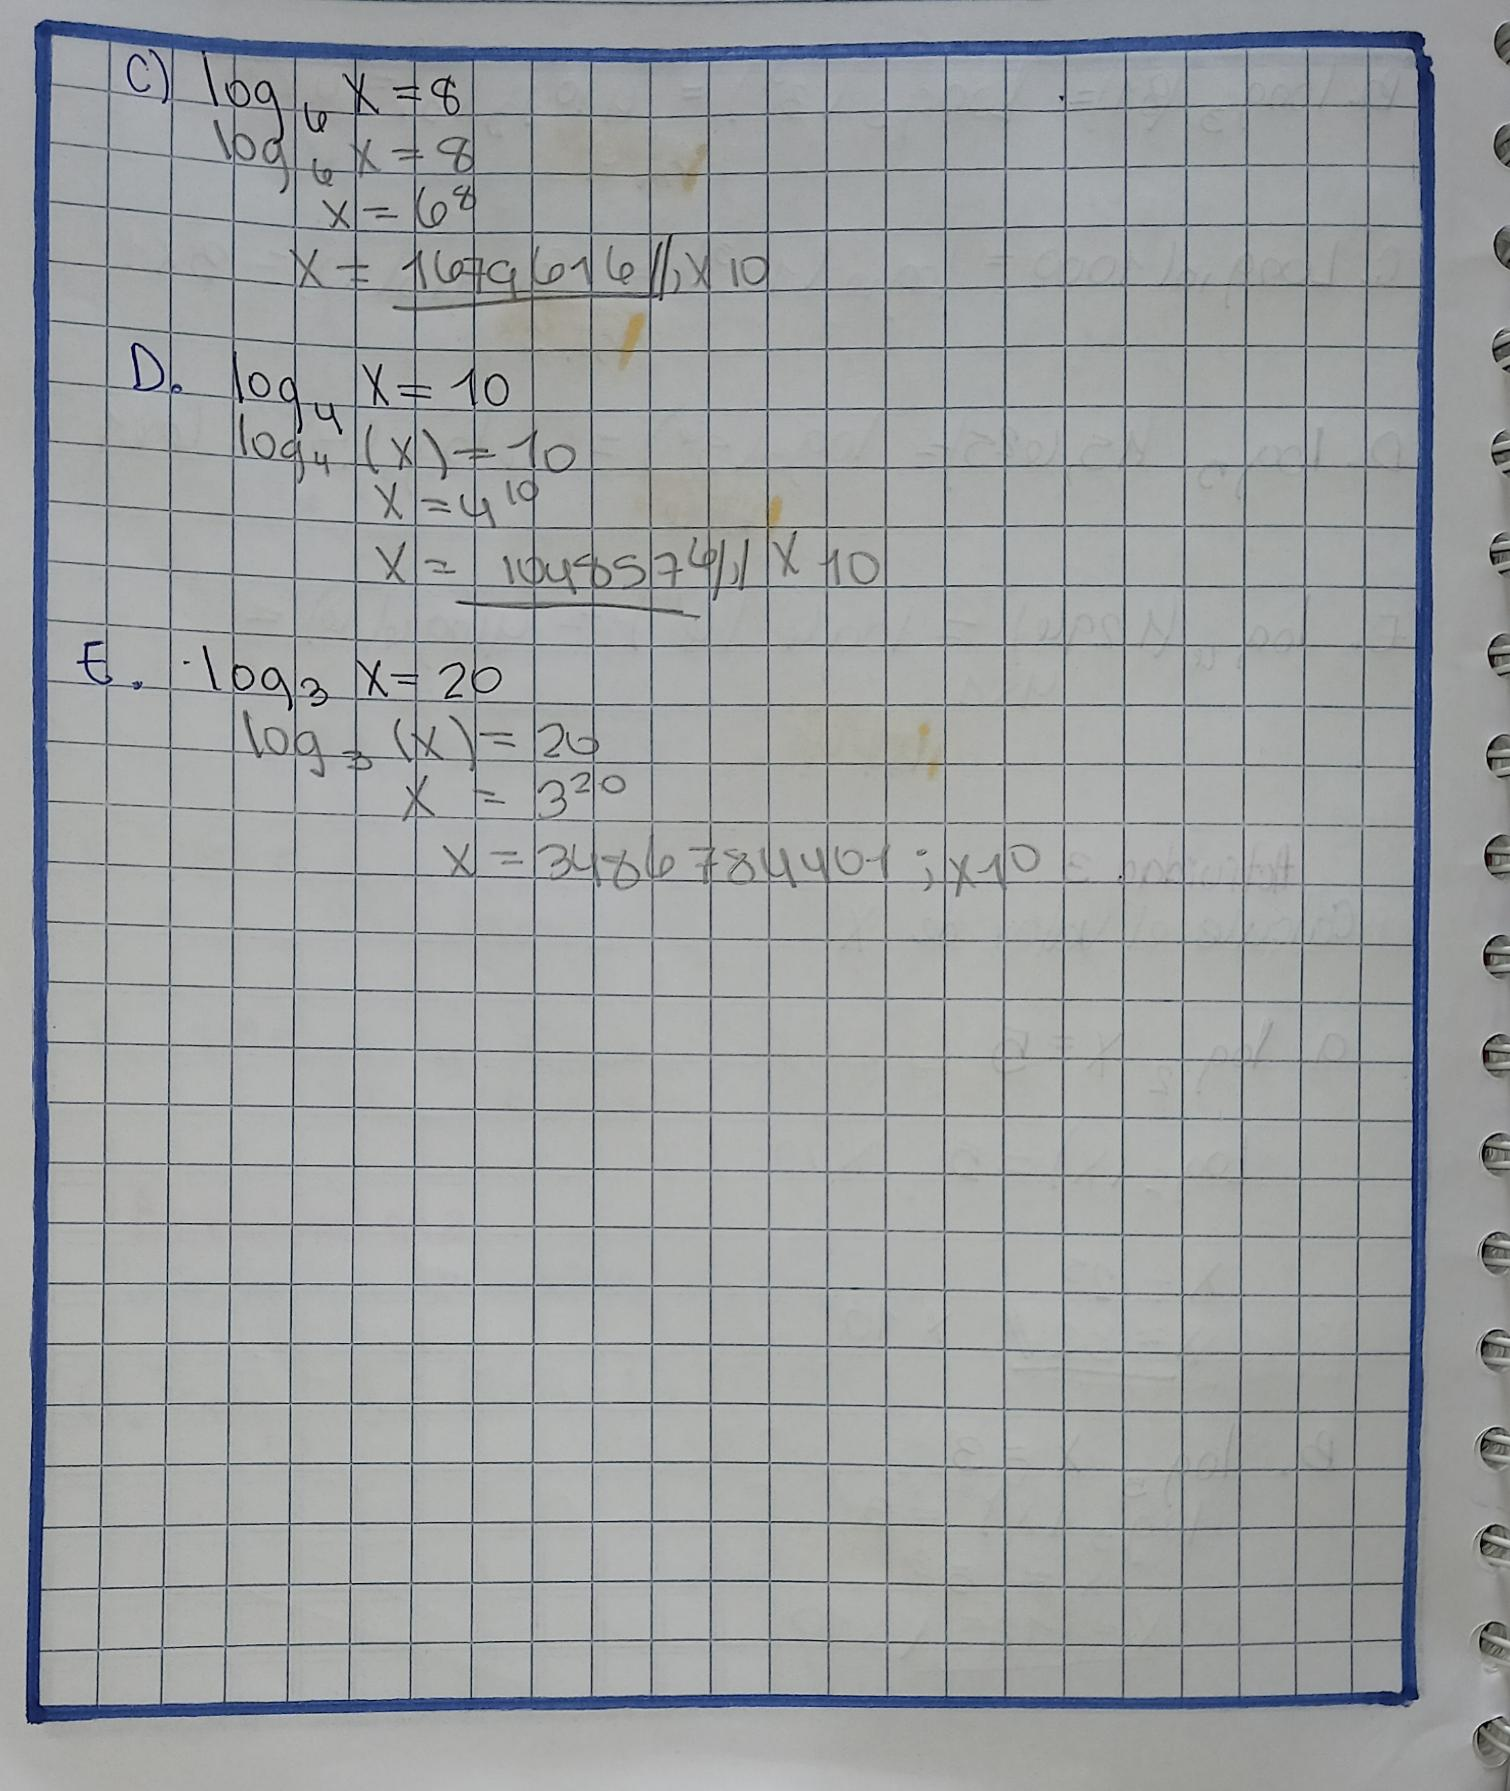 C) log₆ x = 8
log₆ x = 8
x = 6⁸
x = 1679616//; x 10
D. log₄ x = 10
log₄ (x) = 10
x = 4¹⁰
x = 1048576//; x 10
E. log₃ x = 20
log₃ (x) = 20
x = 3²⁰
x = 3486784401 ; x 10